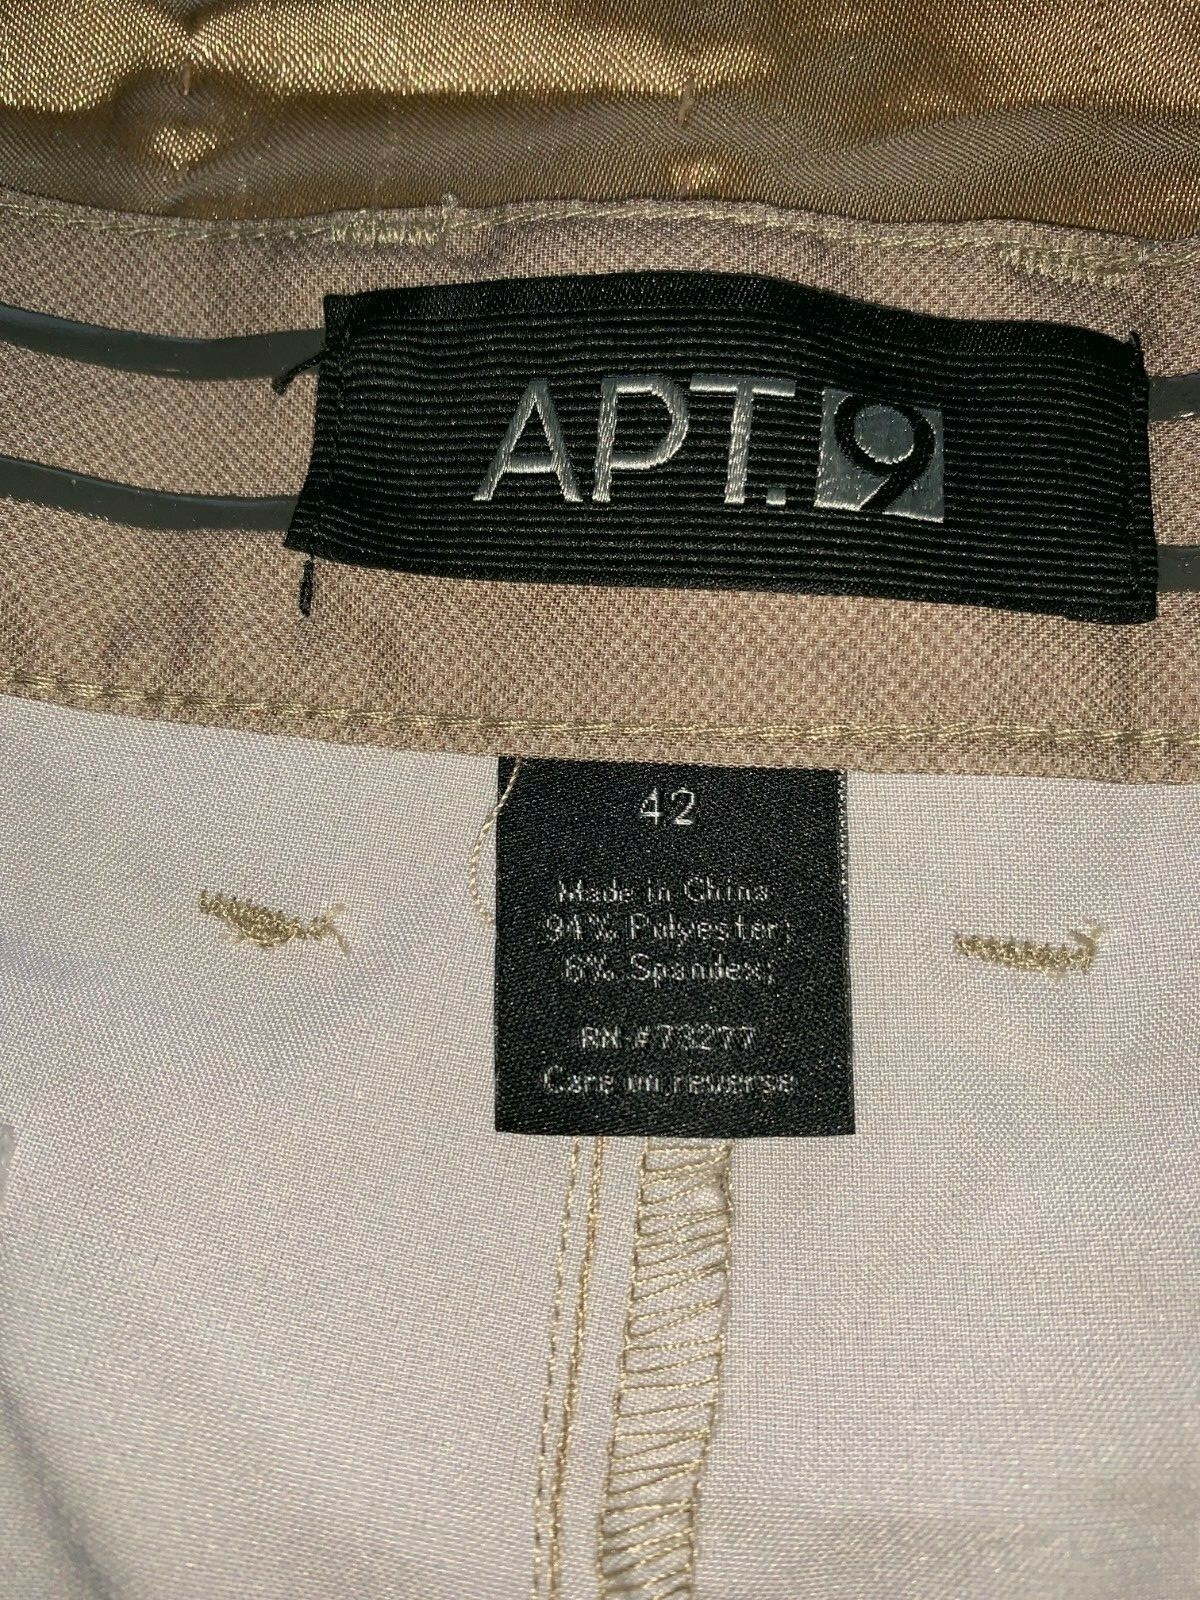 APT.9
42
Made in China
94% Polyester;
6% Spandex;
RN #73277
Care on reverse